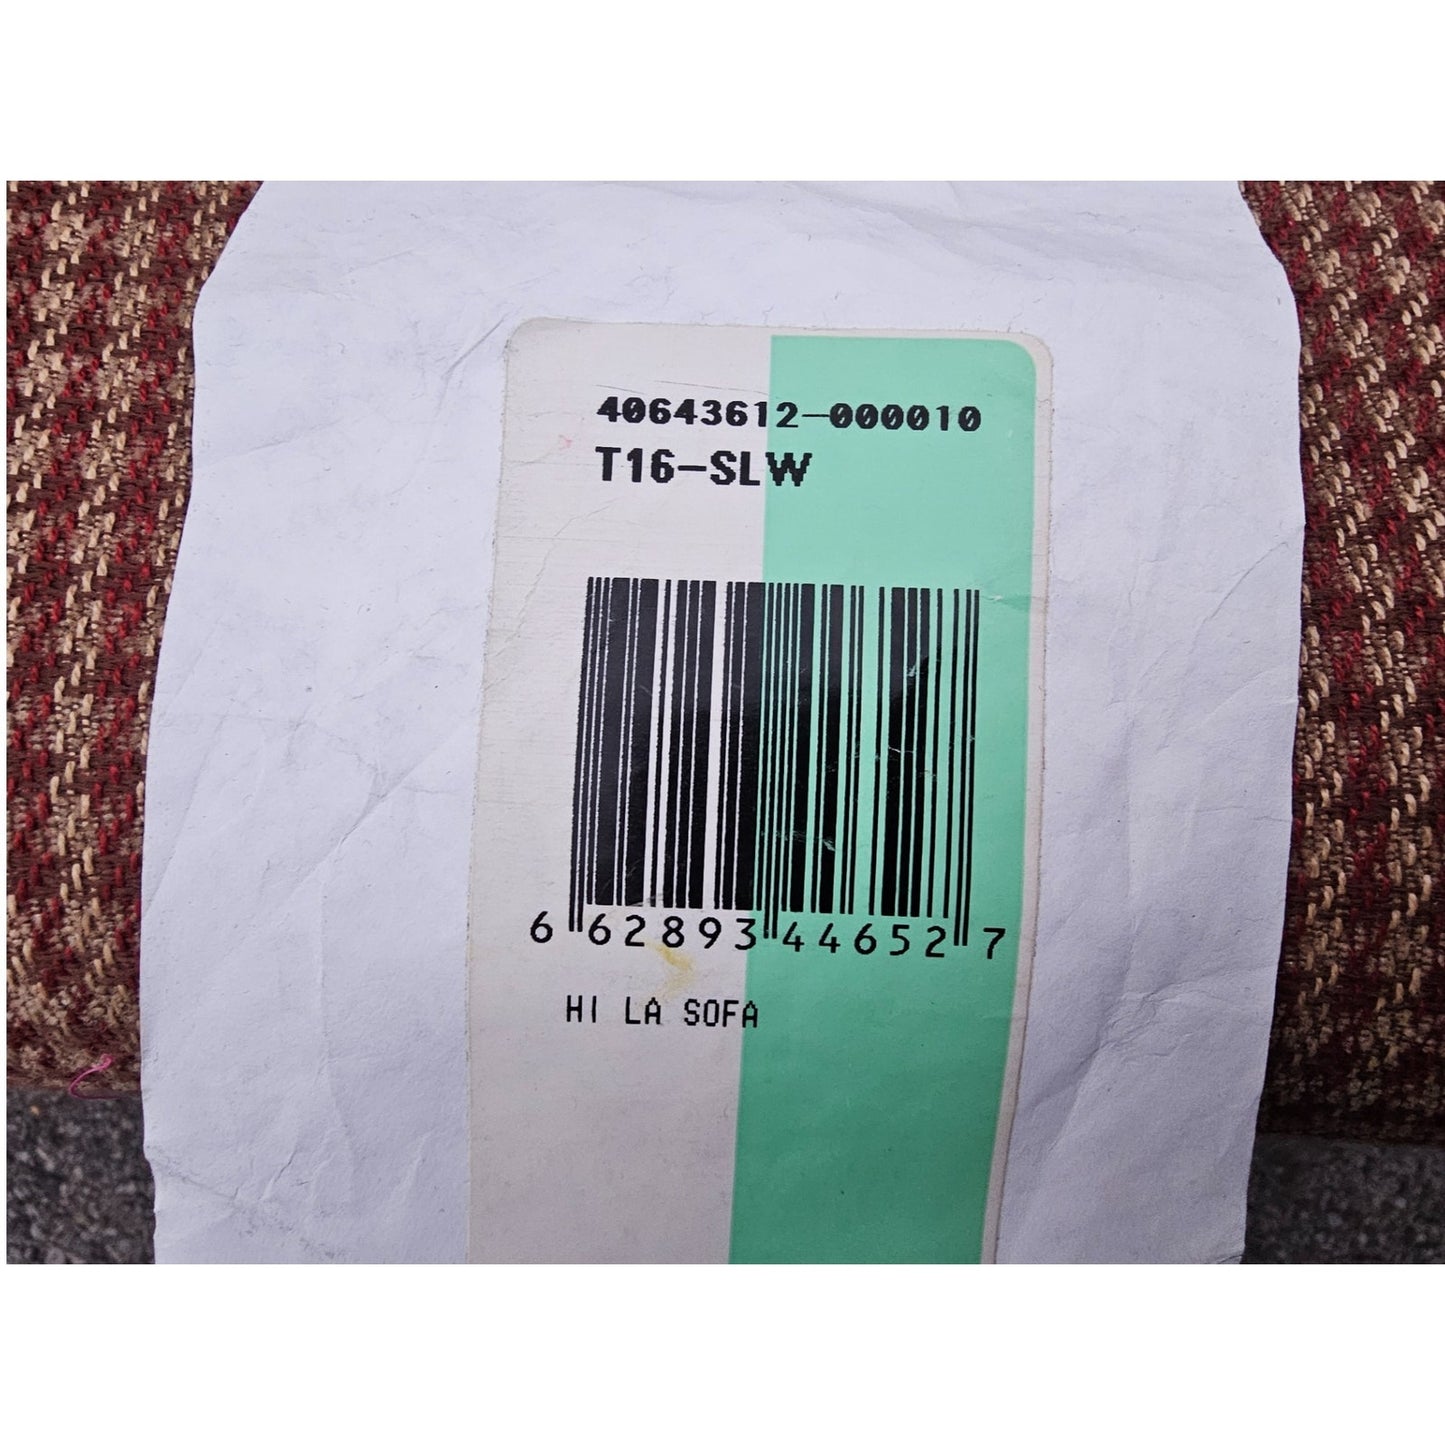 40643612-000010
T16-SLW
6 62893 44652 7
HI LA SOFA